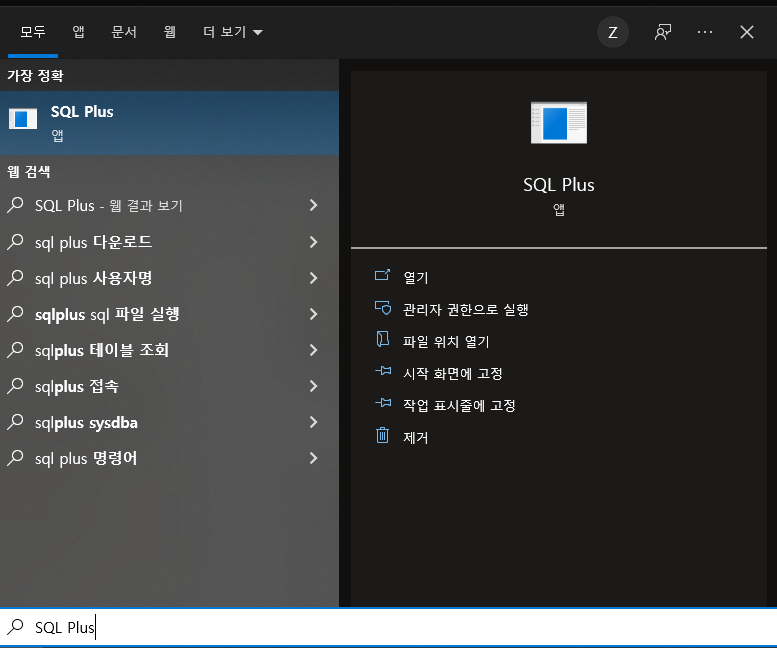 모두 앱 문서 웹 더 보기 Z ···
가장 정확
SQL Plus
앱
웹 검색
SQL Plus - 웹 결과 보기
sql plus 다운로드
sql plus 사용자명
sqlplus sql 파일 실행
sqlplus 테이블 조회
sqlplus 접속
sqlplus sysdba
sql plus 명령어
SQL Plus
앱
열기
관리자 권한으로 실행
파일 위치 열기
시작 화면에 고정
작업 표시줄에 고정
제거
SQL Plus